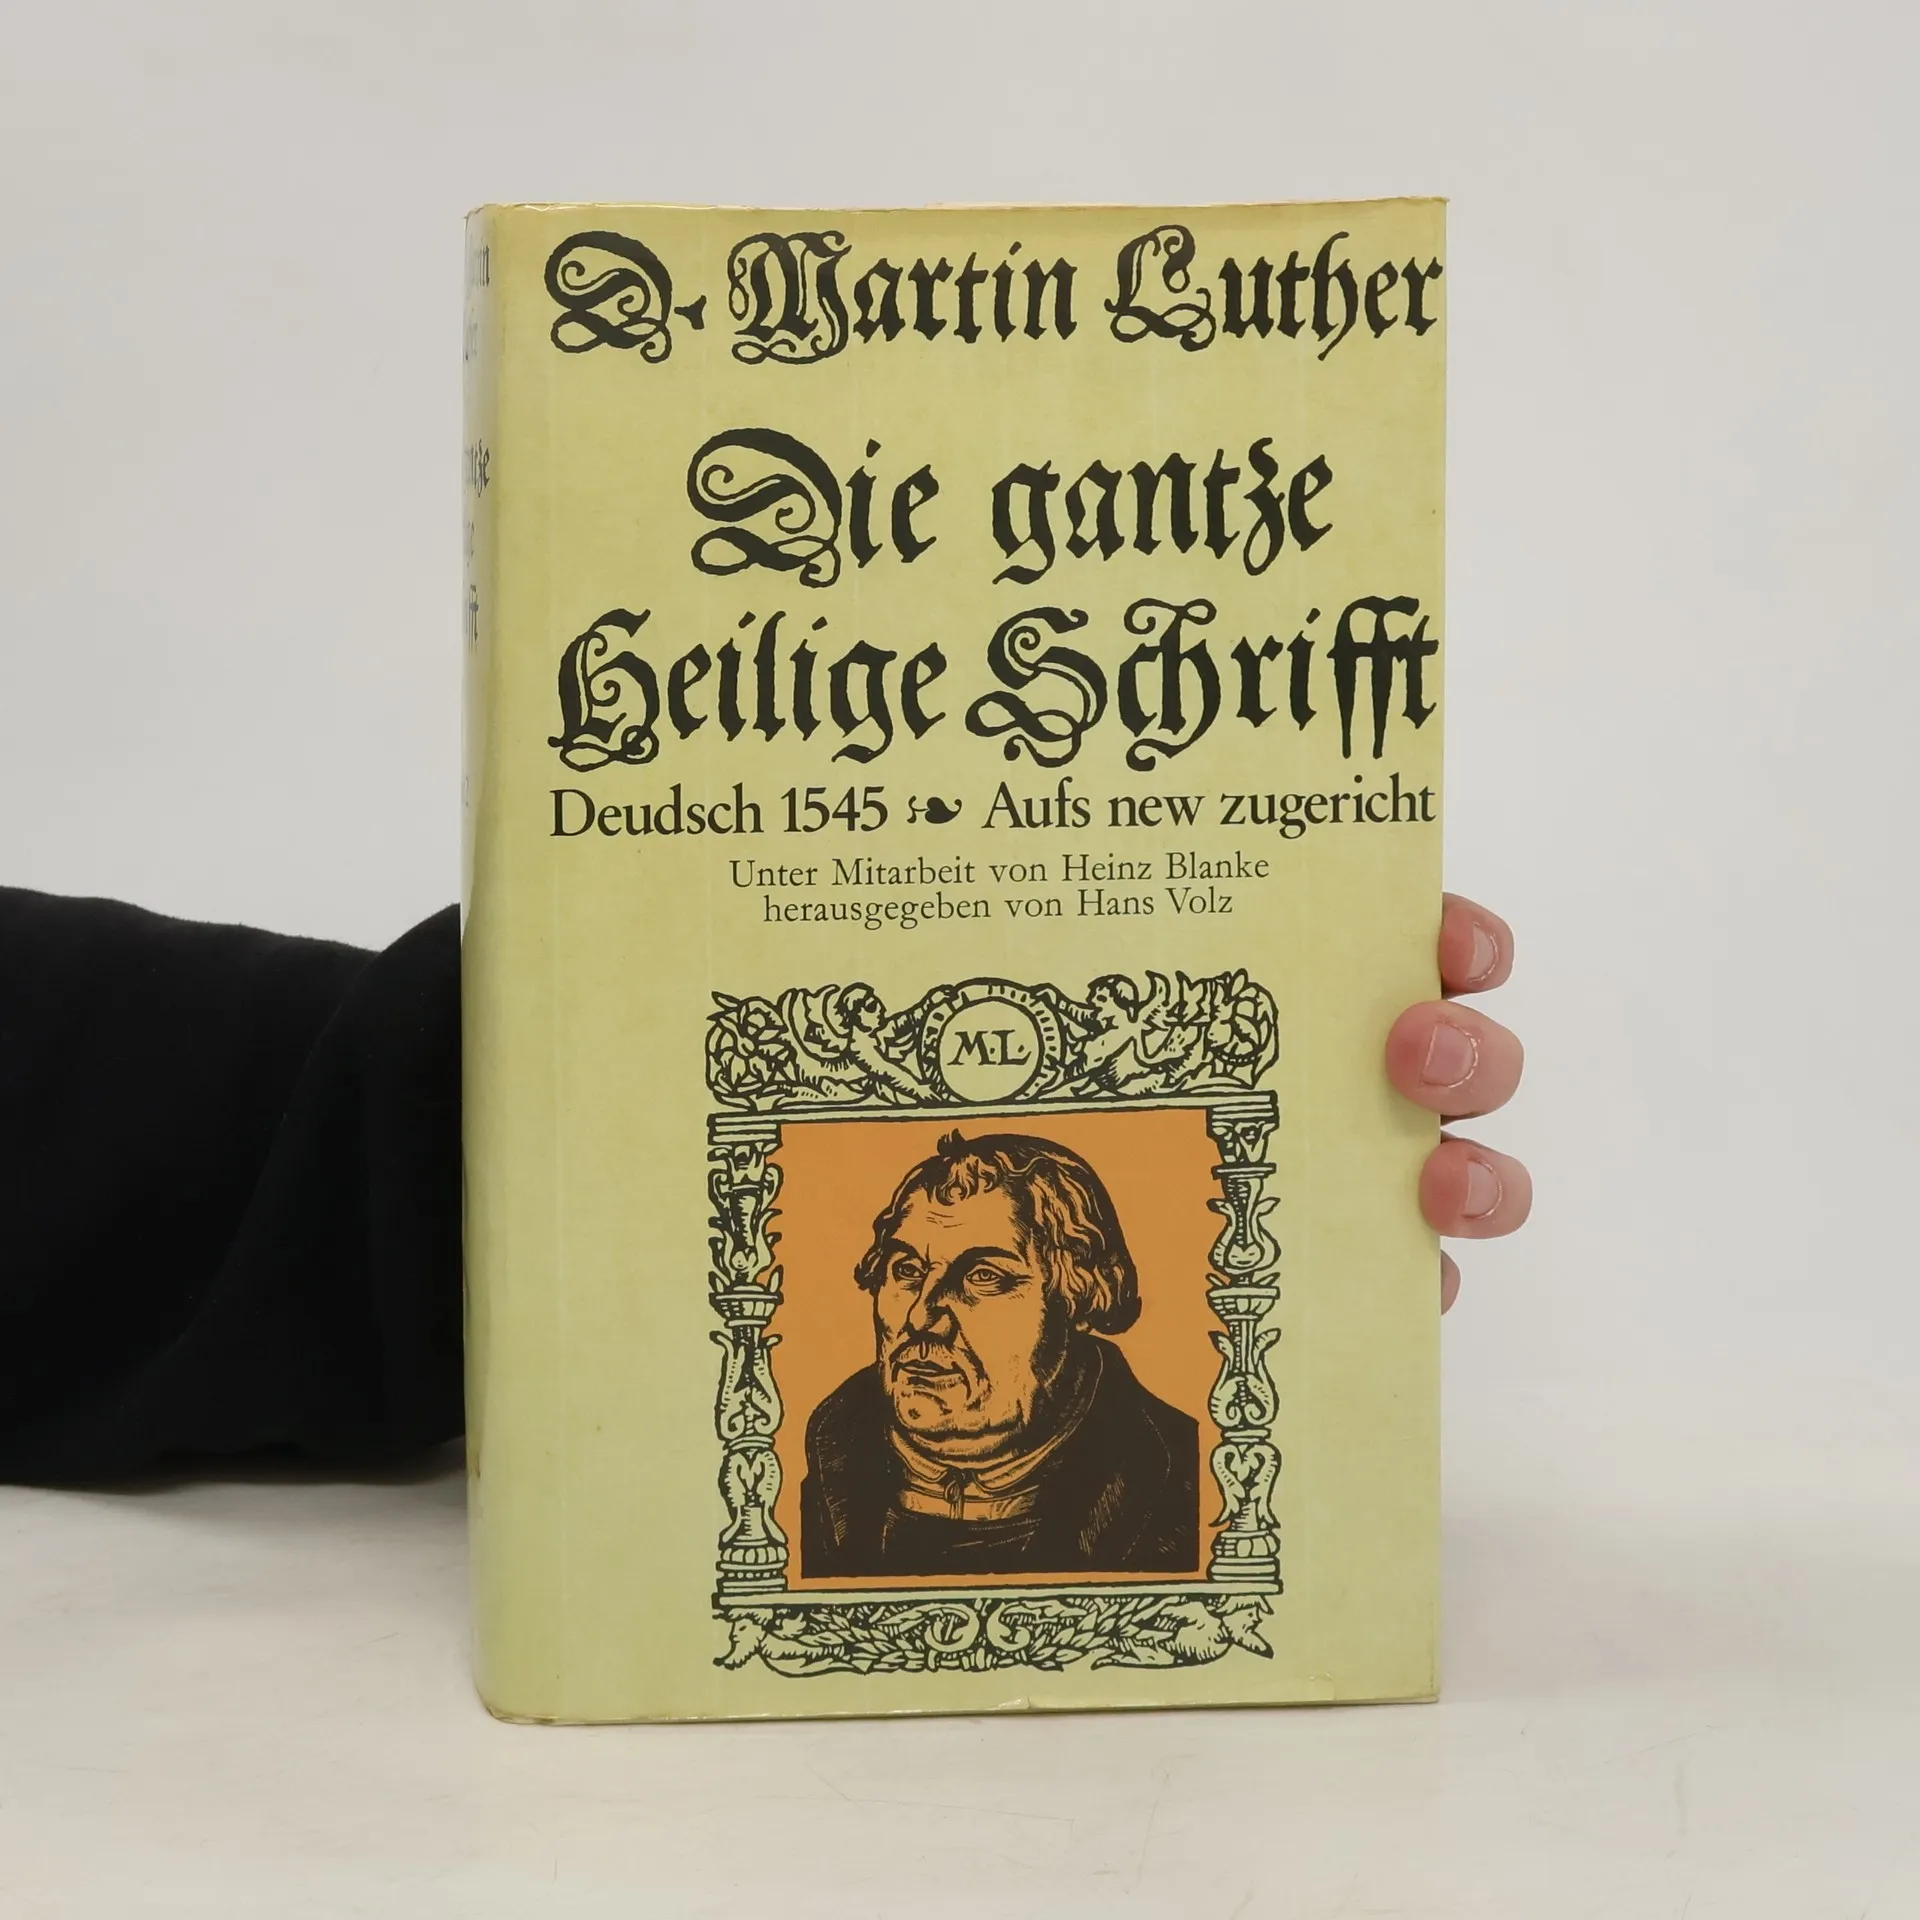 D. Martin Luther
Die gantze
Heilige Schrifft
Deudsch 1545 ❧ Aufs new zugericht
Unter Mitarbeit von Heinz Blanke
herausgegeben von Hans Volz
M·L·